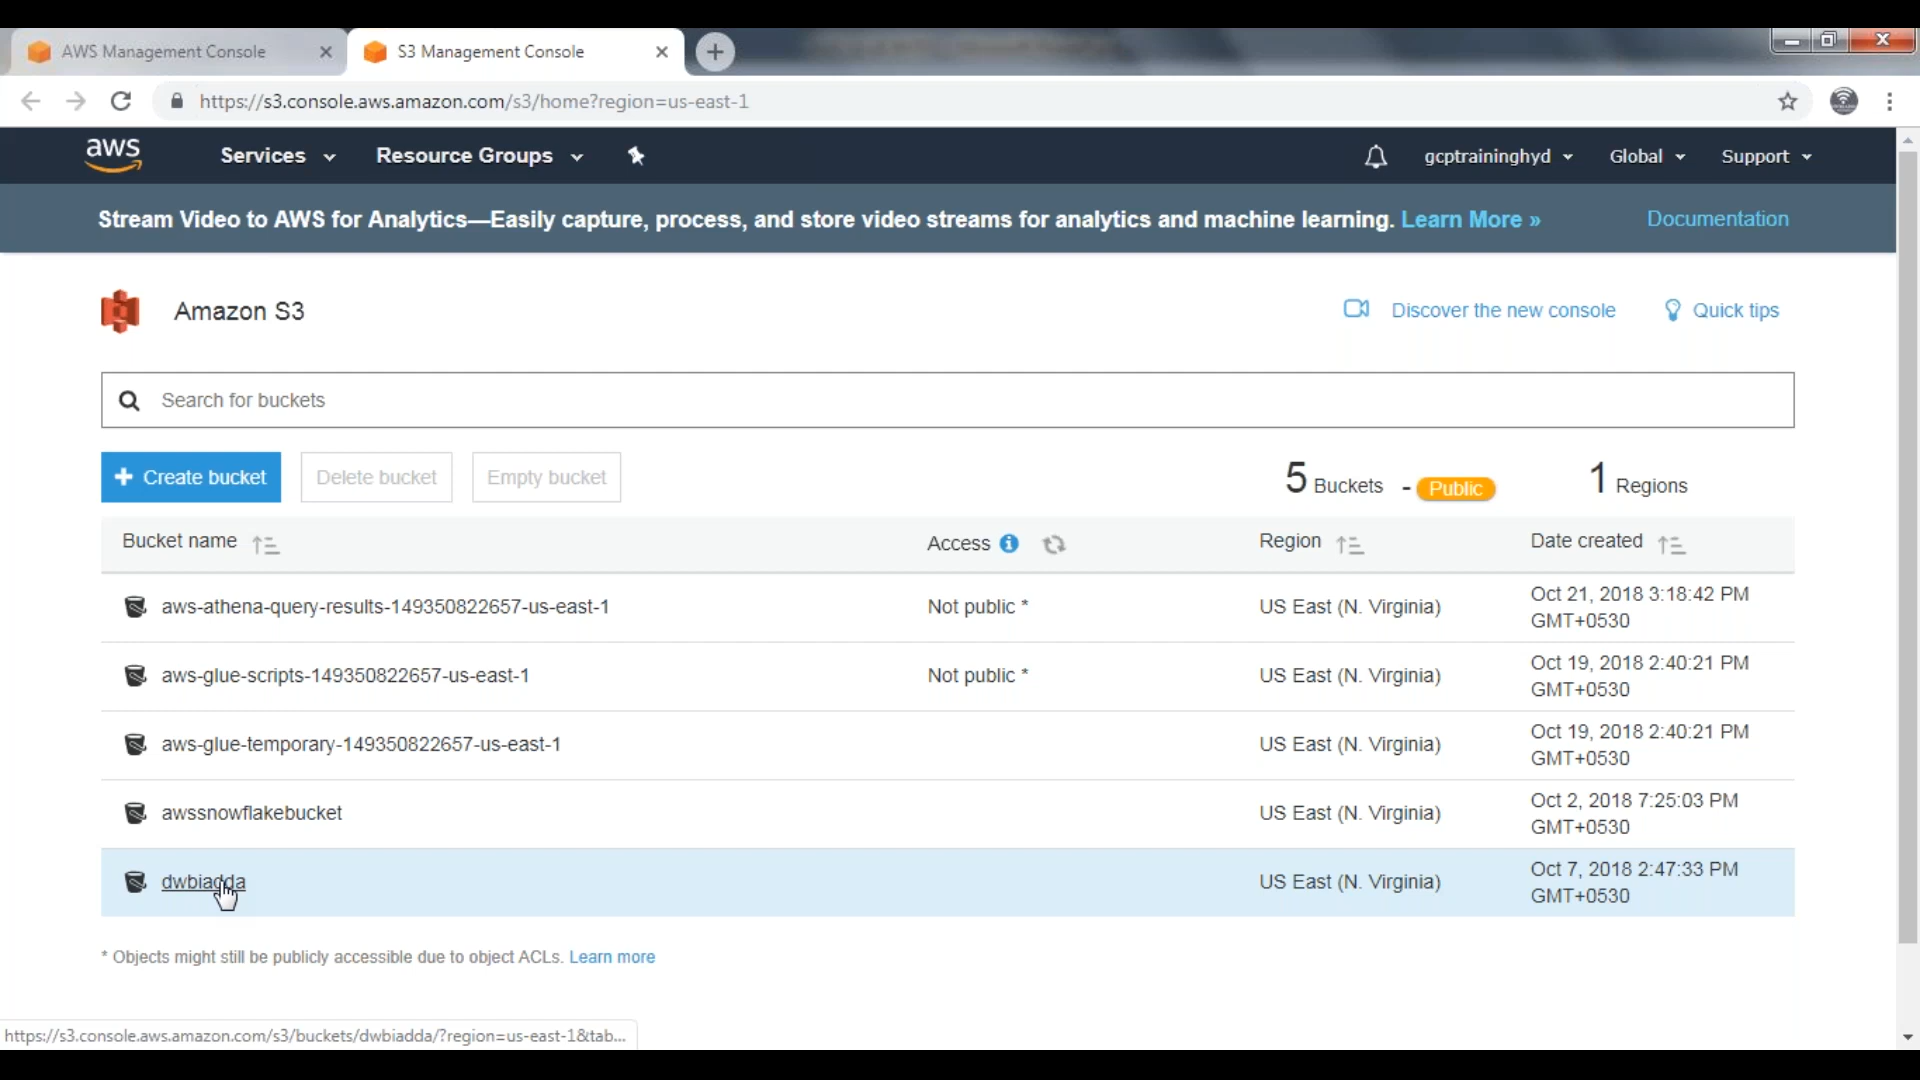 AWS Management Console
S3 Management Console
https://s3.console.aws.amazon.com/s3/home?region=us-east-1
aws Services Resource Groups gcptraininghyd Global Support
Stream Video to AWS for Analytics—Easily capture, process, and store video streams for analytics and machine learning. Learn More » Documentation
Amazon S3 Discover the new console Quick tips
Search for buckets
+ Create bucket Delete bucket Empty bucket 5 Buckets - Public 1 Regions
Bucket name Access Region Date created
aws-athena-query-results-149350822657-us-east-1 Not public * US East (N. Virginia) Oct 21, 2018 3:18:42 PM
GMT+0530
aws-glue-scripts-149350822657-us-east-1 Not public * US East (N. Virginia) Oct 19, 2018 2:40:21 PM
GMT+0530
aws-glue-temporary-149350822657-us-east-1 US East (N. Virginia) Oct 19, 2018 2:40:21 PM
GMT+0530
awssnowflakebucket US East (N. Virginia) Oct 2, 2018 7:25:03 PM
GMT+0530
dwbiadda US East (N. Virginia) Oct 7, 2018 2:47:33 PM
GMT+0530
* Objects might still be publicly accessible due to object ACLs. Learn more
https://s3.console.aws.amazon.com/s3/buckets/dwbiadda/?region=us-east-1&tab...